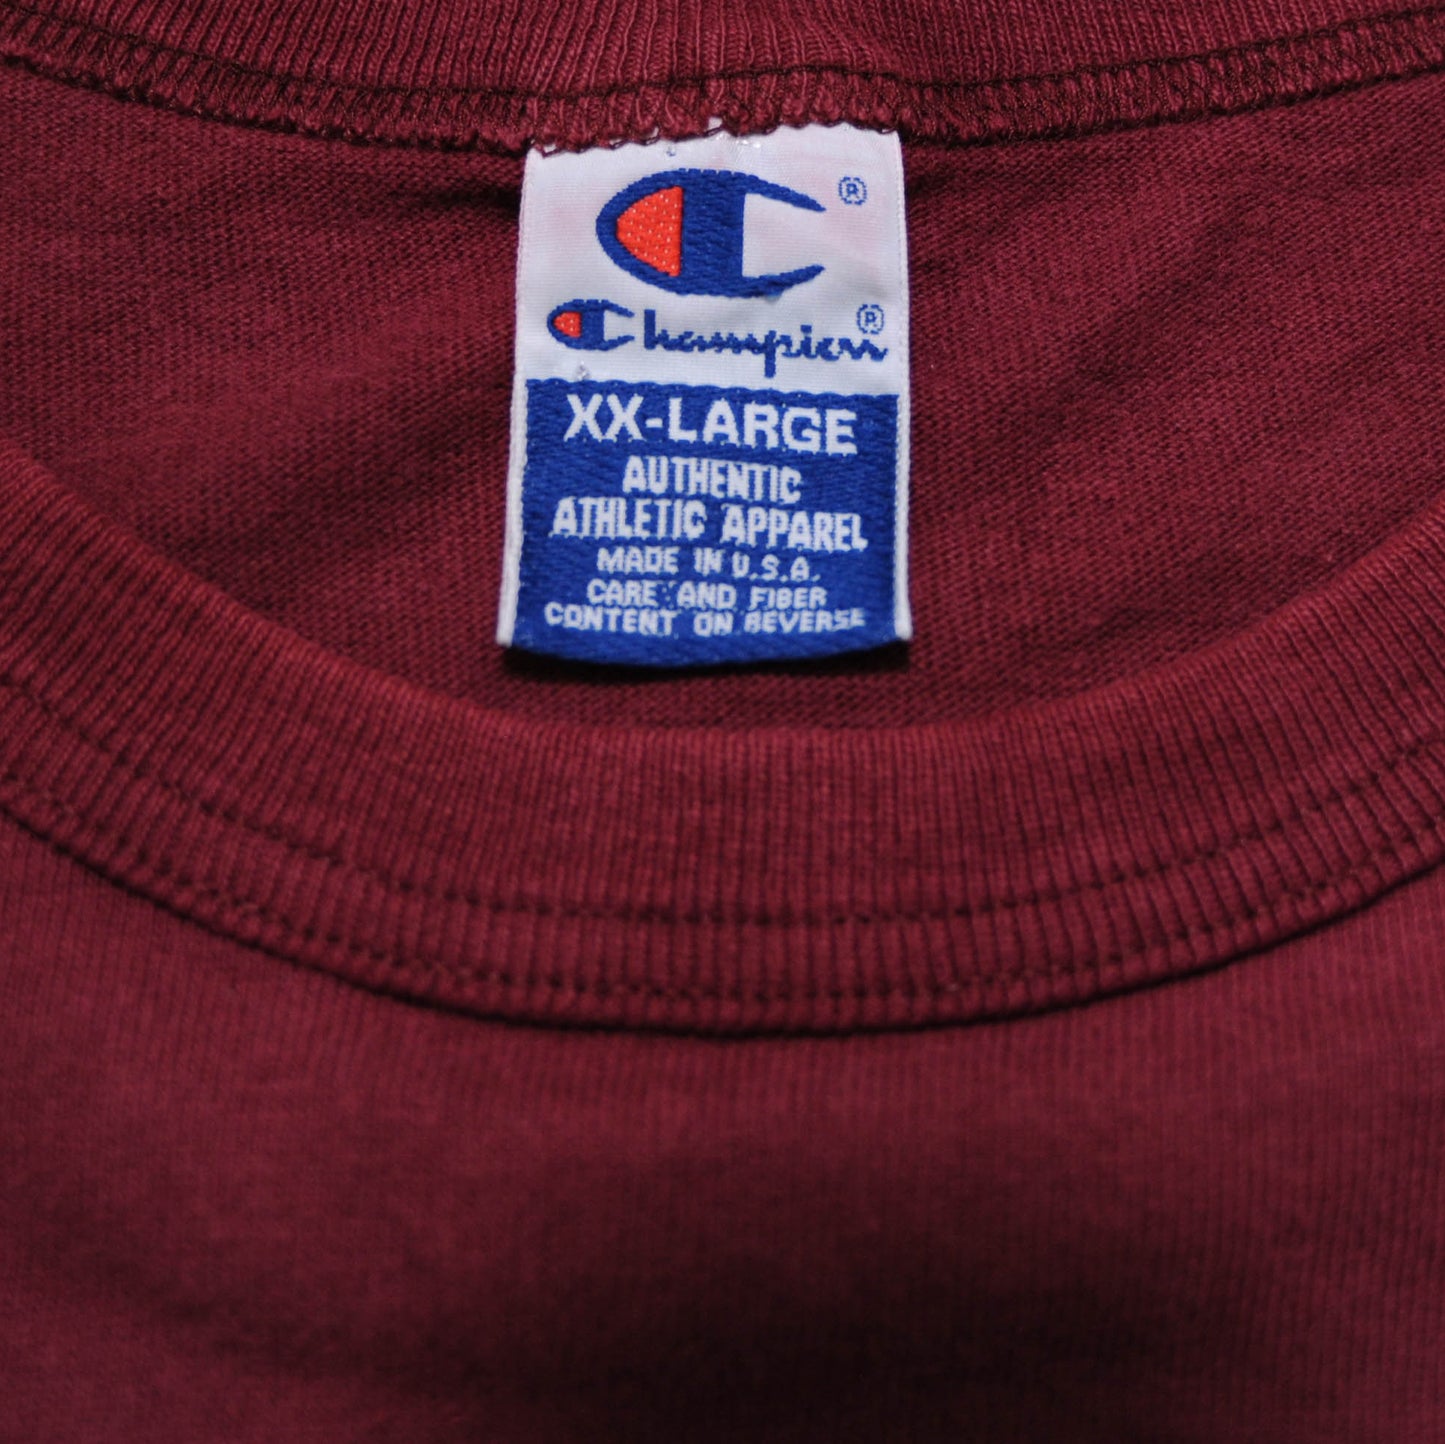 ®
Champion®
XX-LARGE
AUTHENTIC
ATHLETIC APPAREL
MADE IN U.S.A.
CARE AND FIBER
CONTENT ON REVERSE